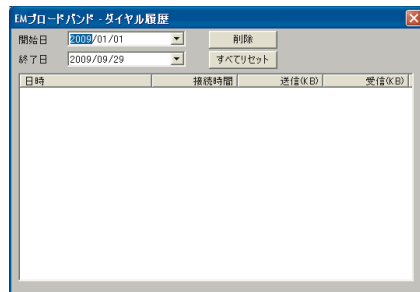 EMブロードバンド - ダイヤル履歴
開始日 2009/01/01 削除
終了日 2009/09/29 すべてリセット
日時 接続時間 送信(KB) 受信(KB)